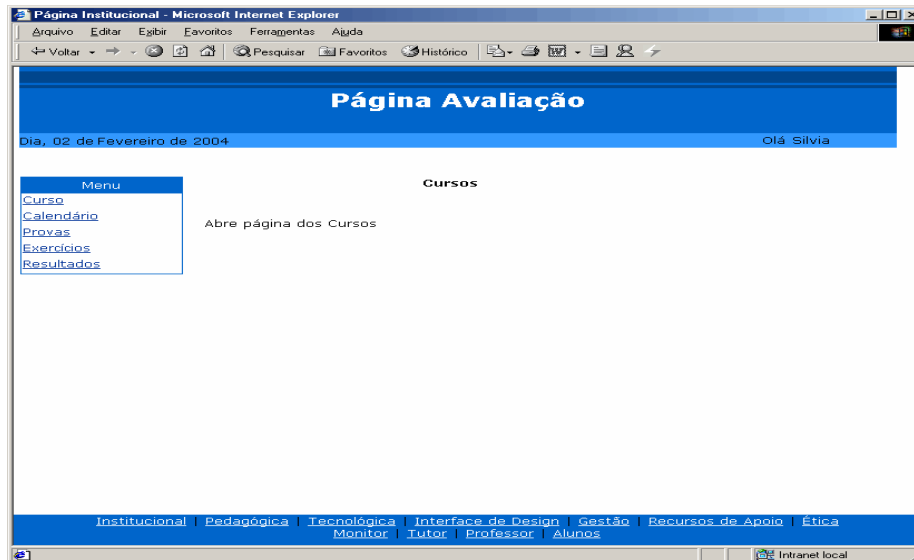 Página Institucional - Microsoft Internet Explorer
Arquivo Editar Exibir Favoritos Ferramentas Ajuda
Voltar Pesquisar Favoritos Histórico
Página Avaliação
Dia, 02 de Fevereiro de 2004 Olá Silvia
Menu
Curso
Calendário
Provas
Exercícios
Resultados
Cursos
Abre página dos Cursos
Institucional | Pedagógica | Tecnológica | Interface de Design | Gestão | Recursos de Apoio | Ética
Monitor | Tutor | Professor | Alunos
Intranet local